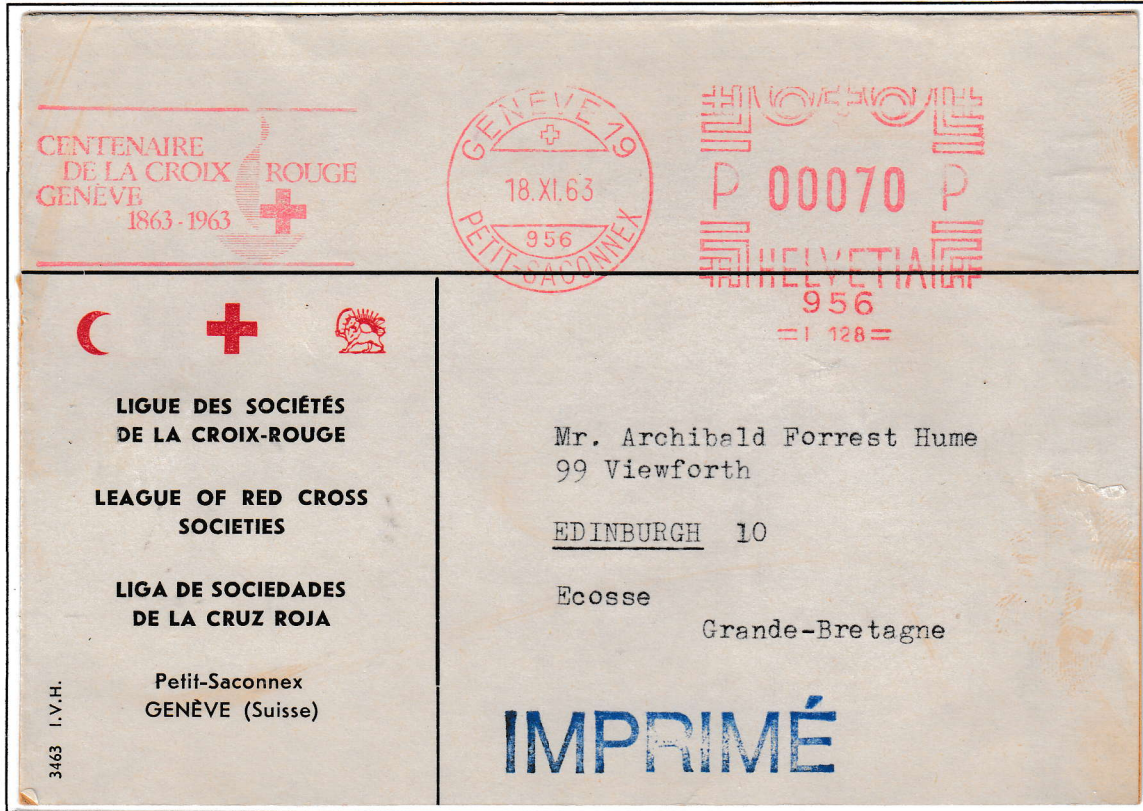 CENTENAIRE
DE LA CROIX ROUGE
GENÈVE
1863-1963
GENÈVE 19
18.XI.63
956
PETIT-SACONNEX
P 00070 P
HELVETIA
956
=I 128=
LIGUE DES SOCIÉTÉS
DE LA CROIX-ROUGE
LEAGUE OF RED CROSS
SOCIETIES
LIGA DE SOCIEDADES
DE LA CRUZ ROJA
Petit-Saconnex
GENÈVE (Suisse)
3463 I.V.H.
Mr. Archibald Forrest Hume
99 Viewforth
EDINBURGH 10
Ecosse
Grande-Bretagne
IMPRIMÉ